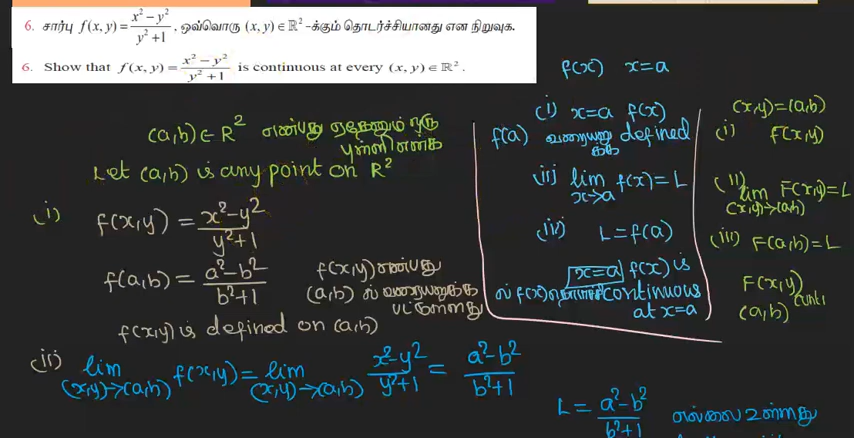 6. சார்பு f(x, y) = x² − y² / y² + 1, ஒவ்வொரு (x, y) ∈ ℝ² -க்கும் தொடர்ச்சியானது என நிறுவுக.
6. Show that f(x, y) = x² − y² / y² + 1 is continuous at every (x, y) ∈ ℝ².
(a,b) ∈ R² என்பது ஏதேனும் ஒரு
புள்ளி என்க
Let (a,b) is any point on R²
(i) f(x,y) = x²-y² / y²+1
f(a,b) = a²-b² / b²+1
f(x,y) என்பது
(a,b) ல் வரையறுக்க
பட்டுள்ளது
f(x,y) is defined on (a,b)
(ii) lim (x,y)→(a,b) f(x,y) = lim (x,y)→(a,b) x²-y² / y²+1 = a²-b² / b²+1
L = a²-b² / b²+1 எல்லை உள்ளது
f(x) x=a
(i) x=a f(x)
f(a) defined
(ii) lim x→a f(x) = L
(iii) L = f(a)
x=a f(x) is
continuous
at x=a
(x,y)=(a,b)
(i) F(x,y)
(ii) lim (x,y)→(a,b) F(x,y)=L
(iii) F(a,b)=L
F(x,y)
(a,b)